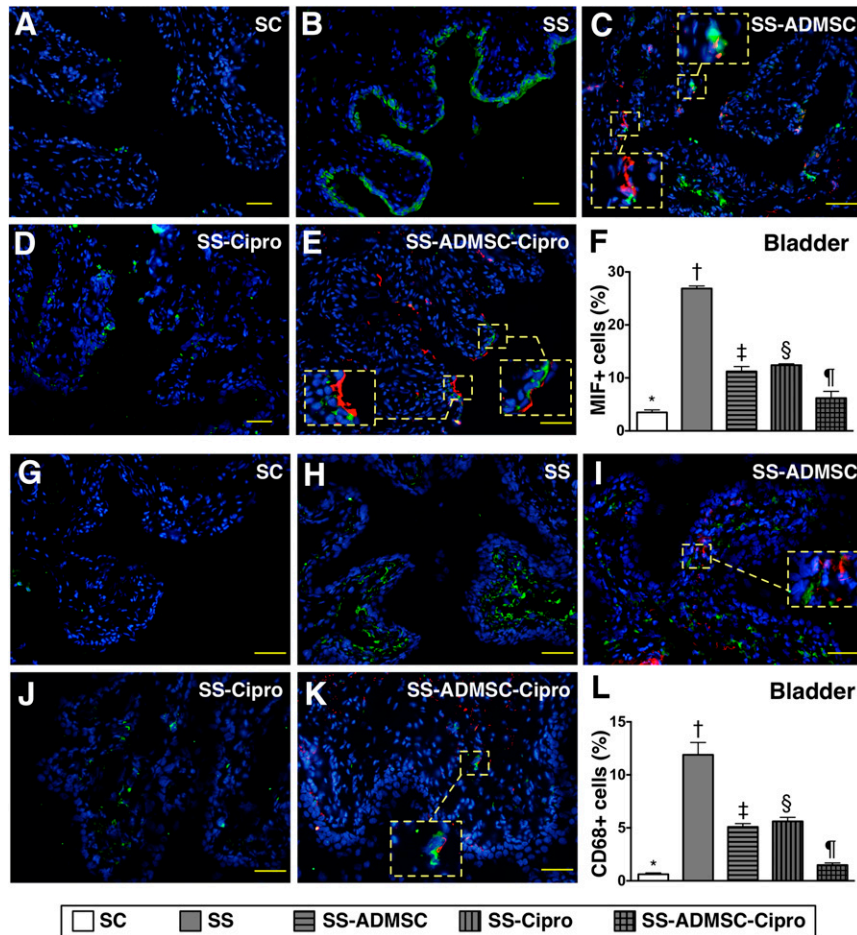 A SC
B SS
C SS-ADMSC
D SS-Cipro
E SS-ADMSC-Cipro
F Bladder
MIF+ cells (%)
30
20
10
0
*
†
‡
§
¶
G SC
H SS
I SS-ADMSC
J SS-Cipro
K SS-ADMSC-Cipro
L Bladder
CD68+ cells (%)
15
10
5
0
*
†
‡
§
¶
SC SS SS-ADMSC SS-Cipro SS-ADMSC-Cipro